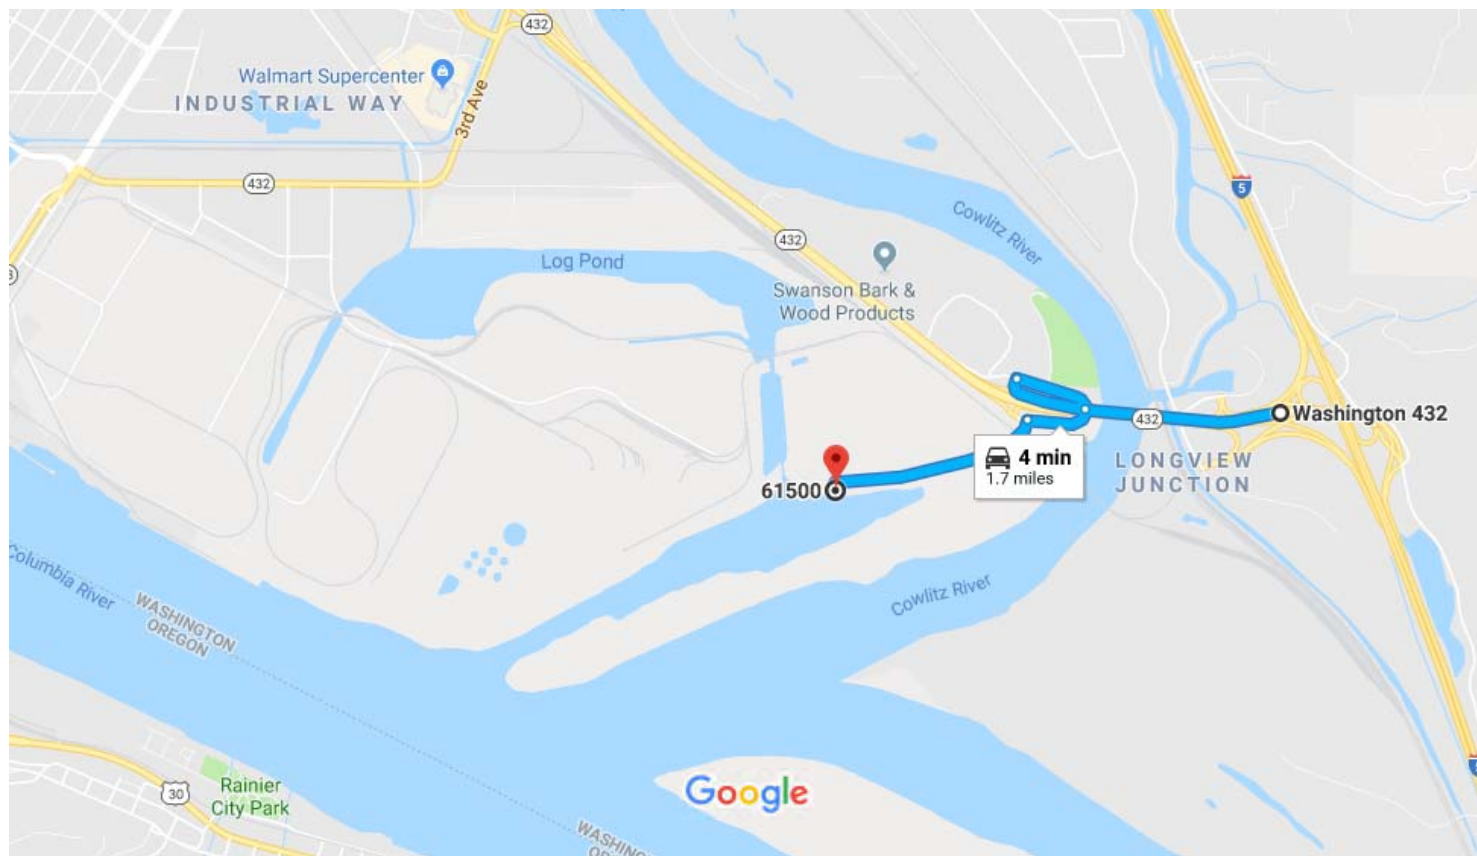 432
Walmart Supercenter
INDUSTRIAL WAY
3rd Ave
432
5
Cowlitz River
432
Log Pond
Swanson Bark &
Wood Products
432
Washington 432
4 min
1.7 miles
LONGVIEW
JUNCTION
61500
Columbia River
WASHINGTON
OREGON
Cowlitz River
30
Rainier
City Park
Google